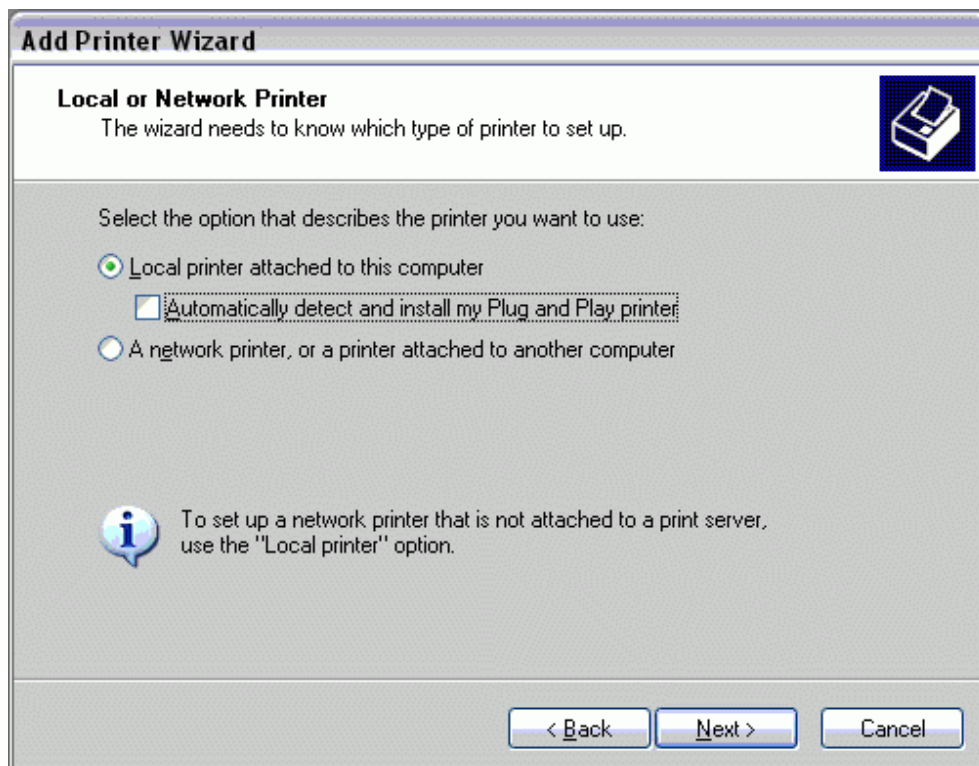 Add Printer Wizard
Local or Network Printer
The wizard needs to know which type of printer to set up.
Select the option that describes the printer you want to use:
Local printer attached to this computer
Automatically detect and install my Plug and Play printer
A network printer, or a printer attached to another computer
To set up a network printer that is not attached to a print server,
use the "Local printer" option.
< Back Next > Cancel